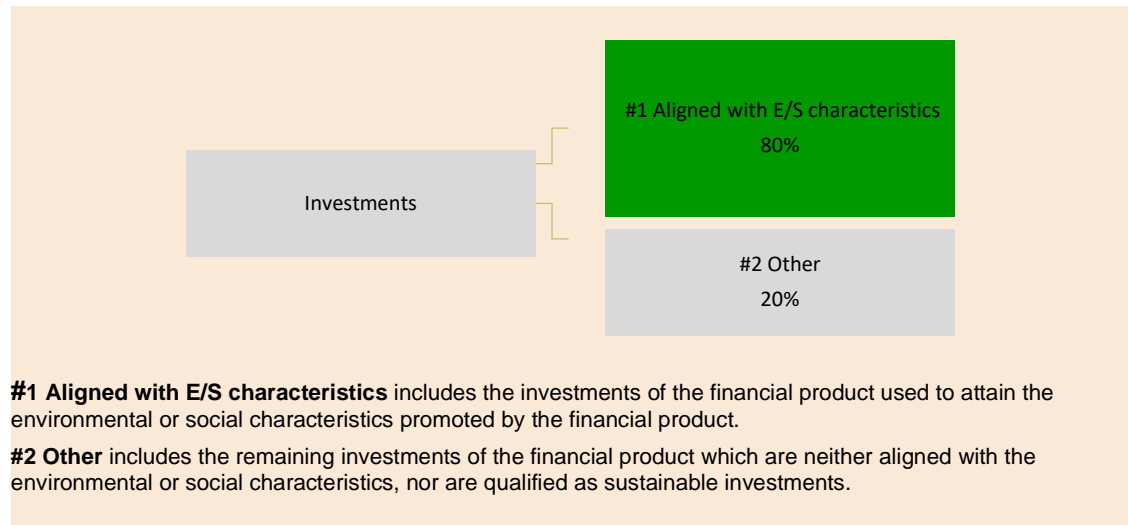 #1 Aligned with E/S characteristics
80%
Investments
#2 Other
20%
#1 Aligned with E/S characteristics includes the investments of the financial product used to attain the
environmental or social characteristics promoted by the financial product.
#2 Other includes the remaining investments of the financial product which are neither aligned with the
environmental or social characteristics, nor are qualified as sustainable investments.